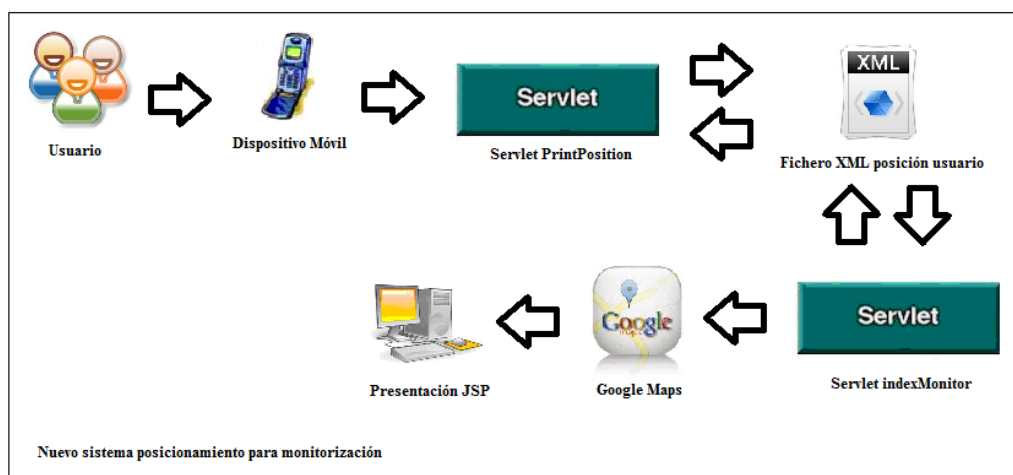 Usuario
Dispositivo Móvil
Servlet
Servlet PrintPosition
XML
Fichero XML posición usuario
Presentación JSP
Google
Google Maps
Servlet
Servlet indexMonitor
Nuevo sistema posicionamiento para monitorización